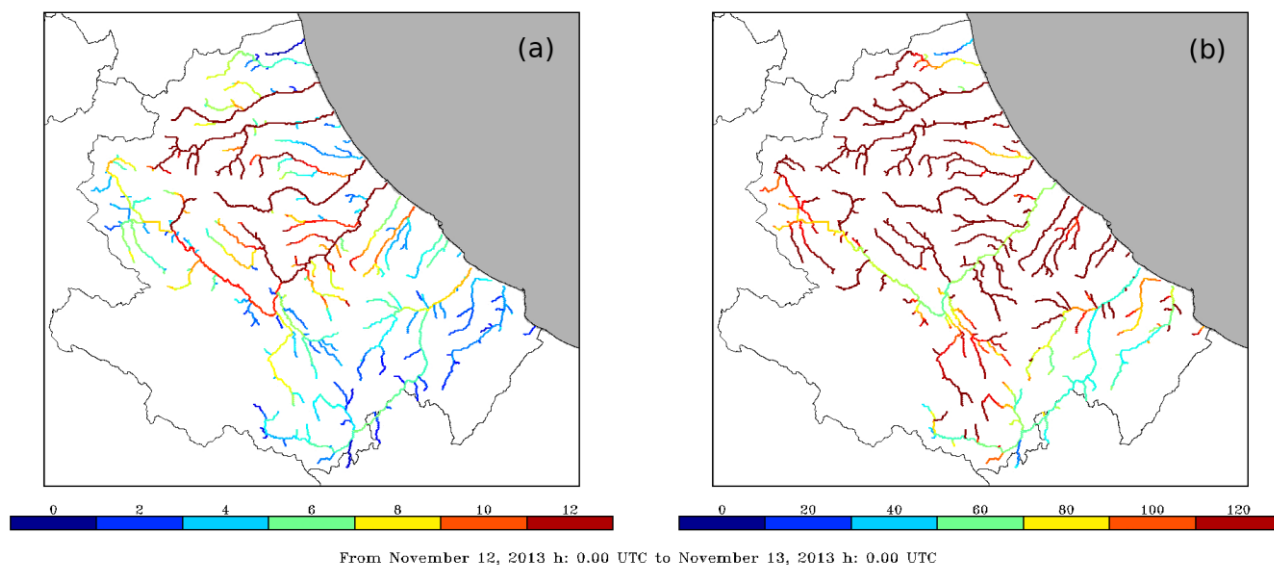 (a)
(b)
0 2 4 6 8 10 12
0 20 40 60 80 100 120
From November 12, 2013 h: 0.00 UTC to November 13, 2013 h: 0.00 UTC